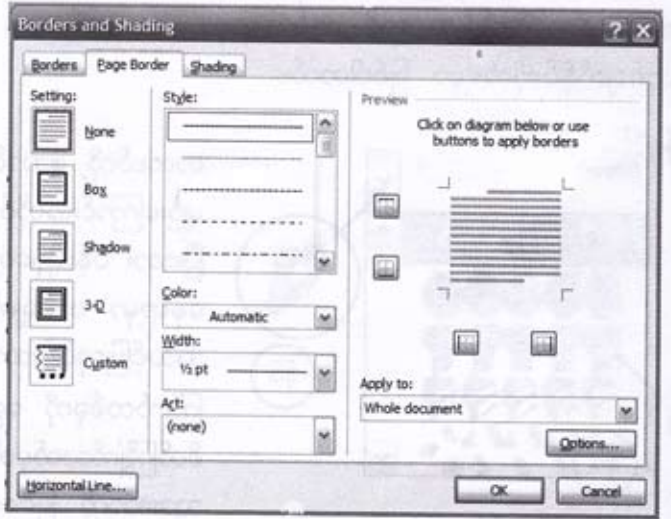 Borders and Shading
Borders Page Border Shading
Setting:
None
Box
Shadow
3-D
Custom
Style:
Color:
Automatic
Width:
½ pt
Art:
(none)
Preview
Click on diagram below or use
buttons to apply borders
Apply to:
Whole document
Options...
Horizontal Line...
OK
Cancel